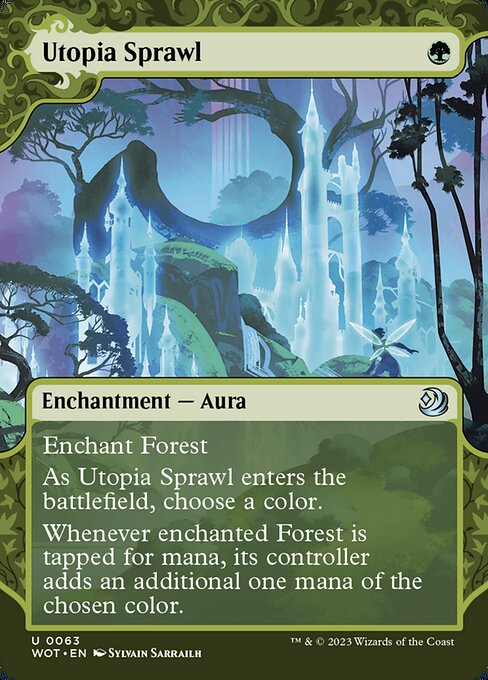 Utopia Sprawl
Enchantment — Aura
Enchant Forest
As Utopia Sprawl enters the
battlefield, choose a color.
Whenever enchanted Forest is
tapped for mana, its controller
adds an additional one mana of the
chosen color.
U 0063
WOT • EN Sylvain Sarrailh
™ & © 2023 Wizards of the Coast